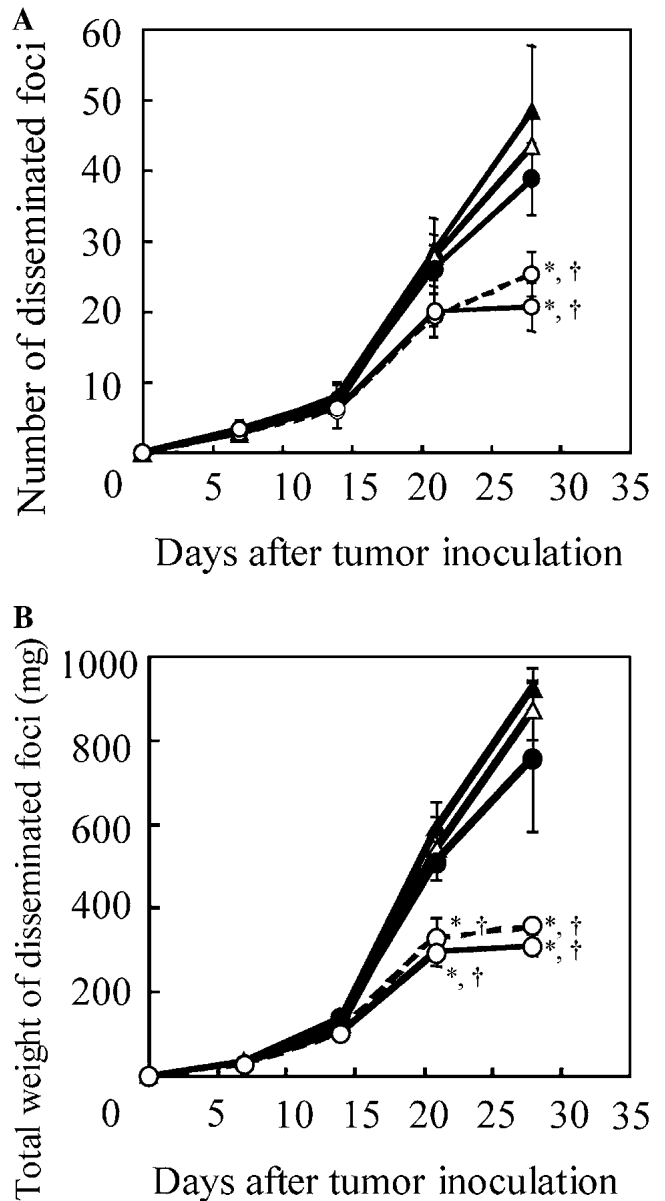 A
Number of disseminated foci
60
50
40
30
20
10
0
*, †
*, †
5 10 15 20 25 30 35
Days after tumor inoculation
B
Total weight of disseminated foci (mg)
1000
800
600
400
200
0
*, †
*, †
*, †
*, †
5 10 15 20 25 30 35
Days after tumor inoculation